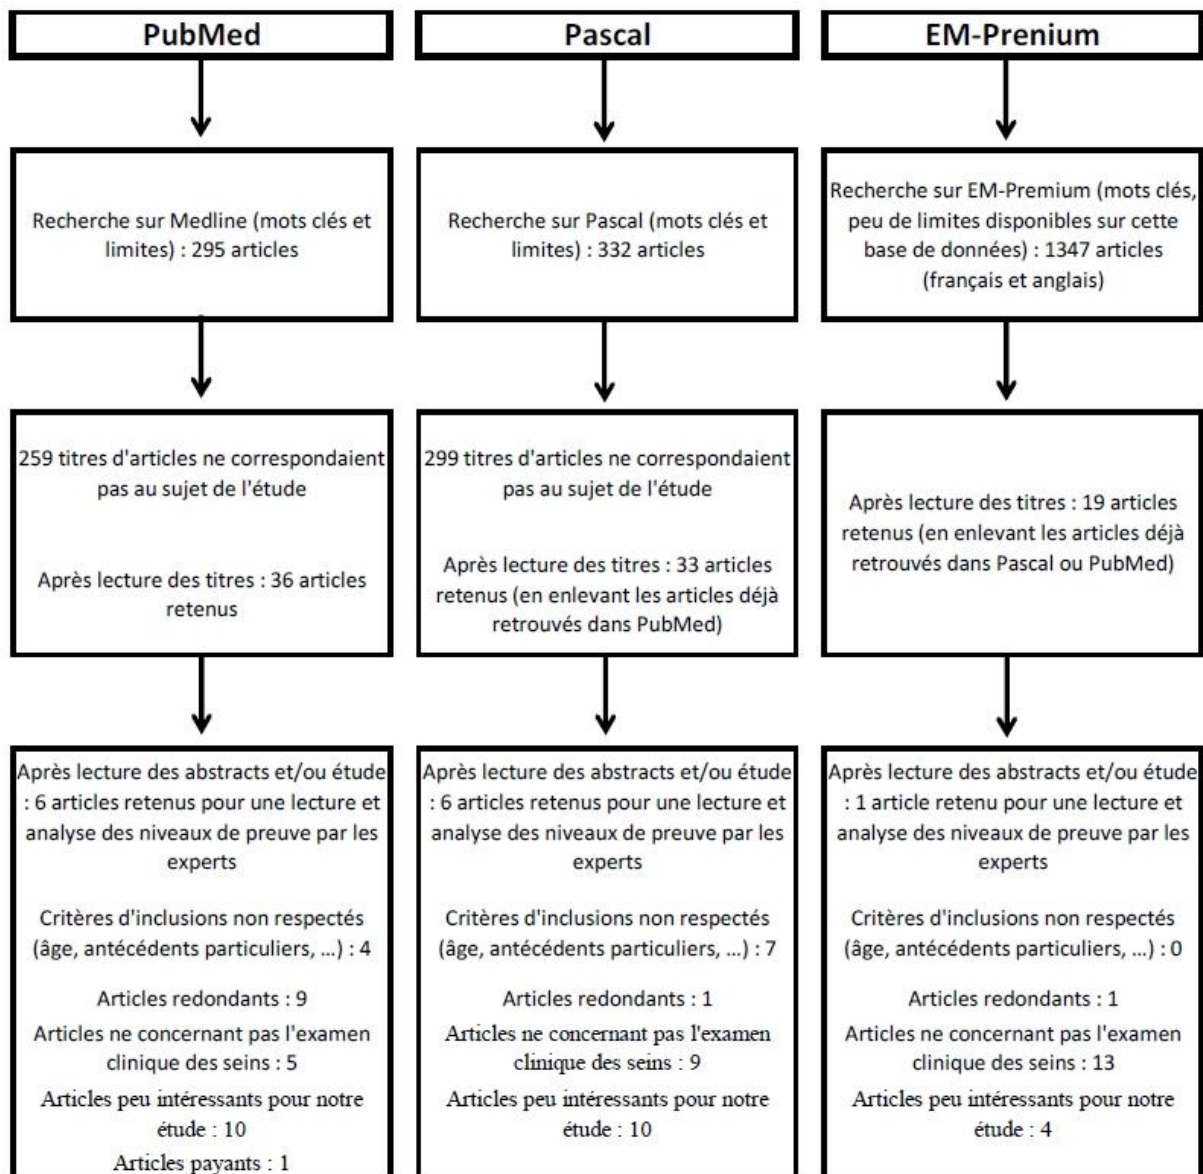 PubMed
Recherche sur Medline (mots clés et
limites) : 295 articles
259 titres d'articles ne correspondaient
pas au sujet de l'étude
Après lecture des titres : 36 articles
retenus
Après lecture des abstracts et/ou étude
: 6 articles retenus pour une lecture et
analyse des niveaux de preuve par les
experts
Critères d'inclusions non respectés
(âge, antécédents particuliers, ...) : 4
Articles redondants : 9
Articles ne concernant pas l'examen
clinique des seins : 5
Articles peu intéressants pour notre
étude : 10
Articles payants : 1
Pascal
Recherche sur Pascal (mots clés et
limites) : 332 articles
299 titres d'articles ne correspondaient
pas au sujet de l'étude
Après lecture des titres : 33 articles
retenus (en enlevant les articles déjà
retrouvés dans PubMed)
Après lecture des abstracts et/ou étude
: 6 articles retenus pour une lecture et
analyse des niveaux de preuve par les
experts
Critères d'inclusions non respectés
(âge, antécédents particuliers, ...) : 7
Articles redondants : 1
Articles ne concernant pas l'examen
clinique des seins : 9
Articles peu intéressants pour notre
étude : 10
EM-Prenium
Recherche sur EM-Premium (mots clés,
peu de limites disponibles sur cette
base de données) : 1347 articles
(français et anglais)
Après lecture des titres : 19 articles
retenus (en enlevant les articles déjà
retrouvés dans Pascal ou PubMed)
Après lecture des abstracts et/ou étude
: 1 article retenu pour une lecture et
analyse des niveaux de preuve par les
experts
Critères d'inclusions non respectés
(âge, antécédents particuliers, ...) : 0
Articles redondants : 1
Articles ne concernant pas l'examen
clinique des seins : 13
Articles peu intéressants pour notre
étude : 4